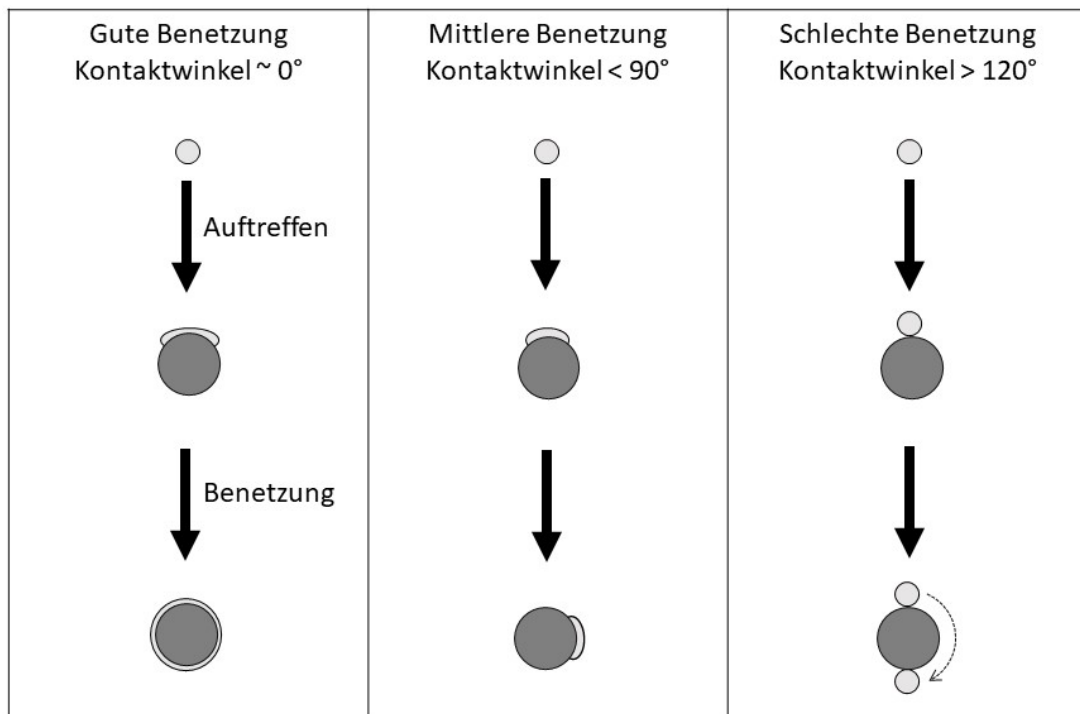 Gute Benetzung
Kontaktwinkel ~ 0°
Mittlere Benetzung
Kontaktwinkel < 90°
Schlechte Benetzung
Kontaktwinkel > 120°
Auftreffen
Benetzung